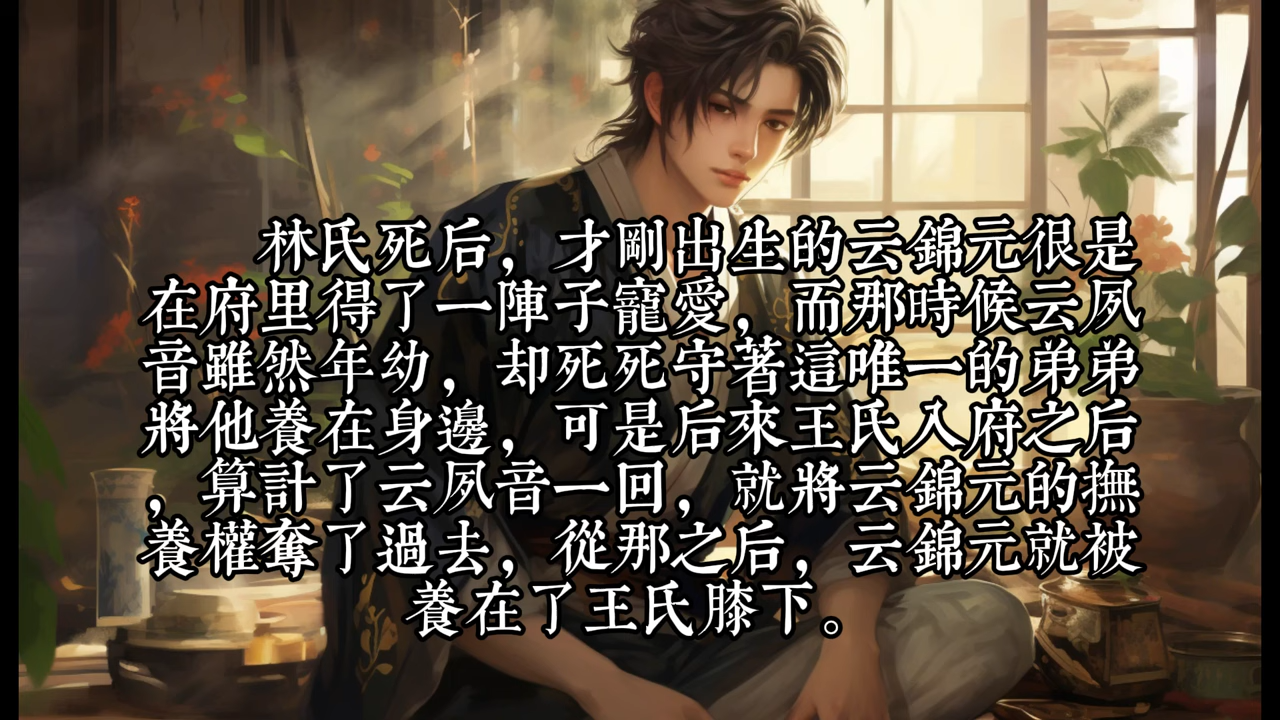 林氏死后，才剛出生的云錦元很是
在府里得了一陣子寵愛，而那時候云夙
音雖然年幼，却死死守著這唯一的弟弟
將他養在身邊，可是后來王氏入府之后
，算計了云夙音一回，就將云錦元的撫
養權奪了過去，從那之后，云錦元就被
養在了王氏膝下。